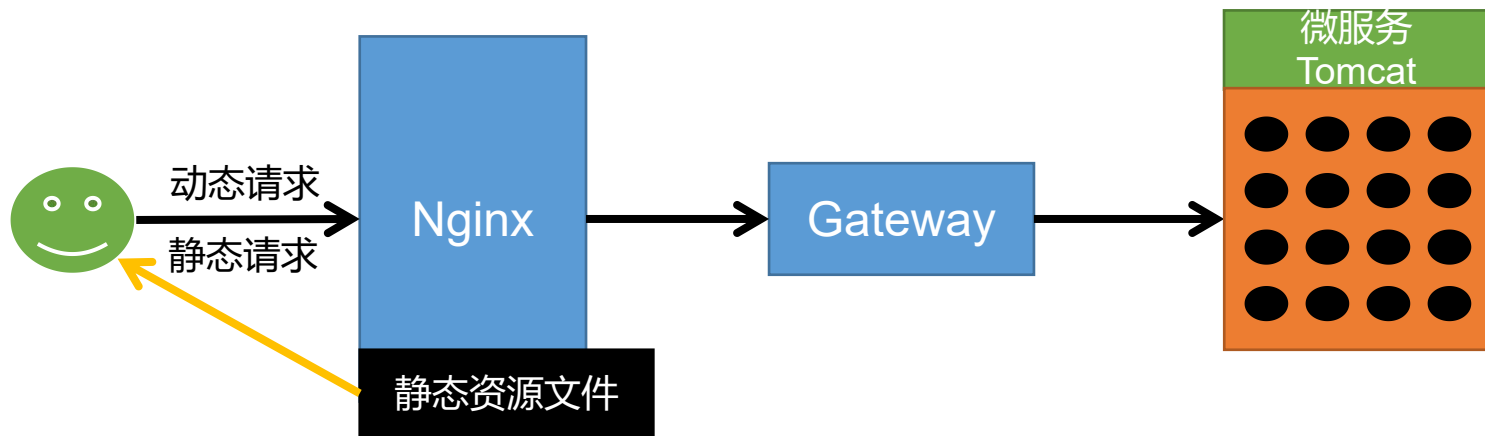 动态请求
静态请求
Nginx
静态资源文件
Gateway
微服务
Tomcat